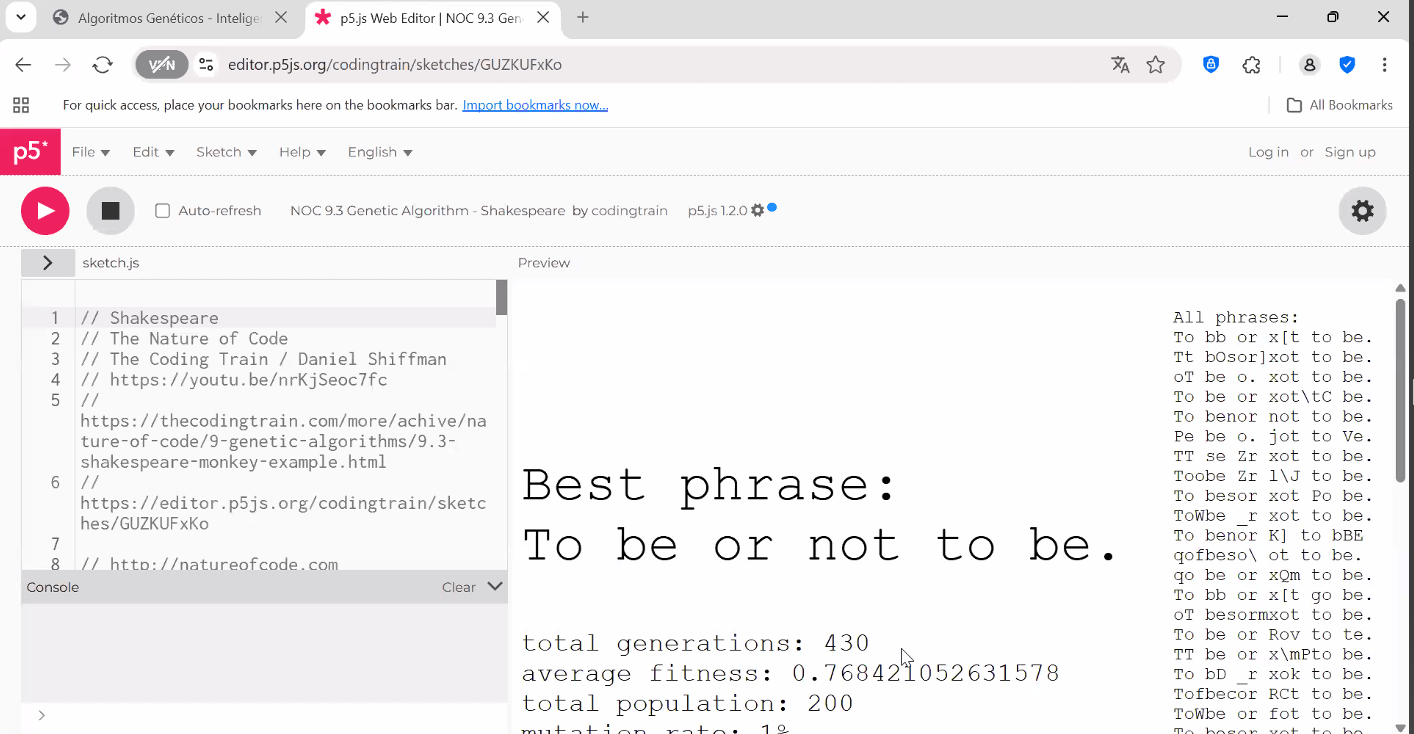 Algoritmos Genéticos - Intelige
p5.js Web Editor | NOC 9.3 Gen
VPN
editor.p5js.org/codingtrain/sketches/GUZKUFxKo
For quick access, place your bookmarks here on the bookmarks bar. Import bookmarks now...
All Bookmarks
p5*
File
Edit
Sketch
Help
English
Log in or Sign up
Auto-refresh
NOC 9.3 Genetic Algorithm - Shakespeare by codingtrain
p5.js 1.2.0
sketch.js
1 // Shakespeare
2 // The Nature of Code
3 // The Coding Train / Daniel Shiffman
4 // https://youtu.be/nrKjSeoc7fc
5 //
https://thecodingtrain.com/more/achive/na
ture-of-code/9-genetic-algorithms/9.3-
shakespeare-monkey-example.html
6 //
https://editor.p5js.org/codingtrain/sketc
hes/GUZKUFxKo
7
8 // http://natureofcode.com
Console
Clear
Preview
Best phrase:
To be or not to be.
total generations: 430
average fitness: 0.768421052631578
total population: 200
mutation rate: 1%
All phrases:
To bb or x[t to be.
Tt bOsor]xot to be.
oT be o. xot to be.
To be or xot\tC be.
To benor not to be.
Pe be o. jot to Ve.
TT se Zr xot to be.
Toobe Zr l\J to be.
To besor xot Po be.
ToWbe _r xot to be.
To benor K] to bBE
qofbeso\ ot to be.
qo be or xQm to be.
To bb or x[t go be.
oT besormxot to be.
To be or Rov to te.
TT be or x\mPto be.
To bD _r xok to be.
Tofbecor RCt to be.
ToWbe or fot to be.
To besor xot to be.